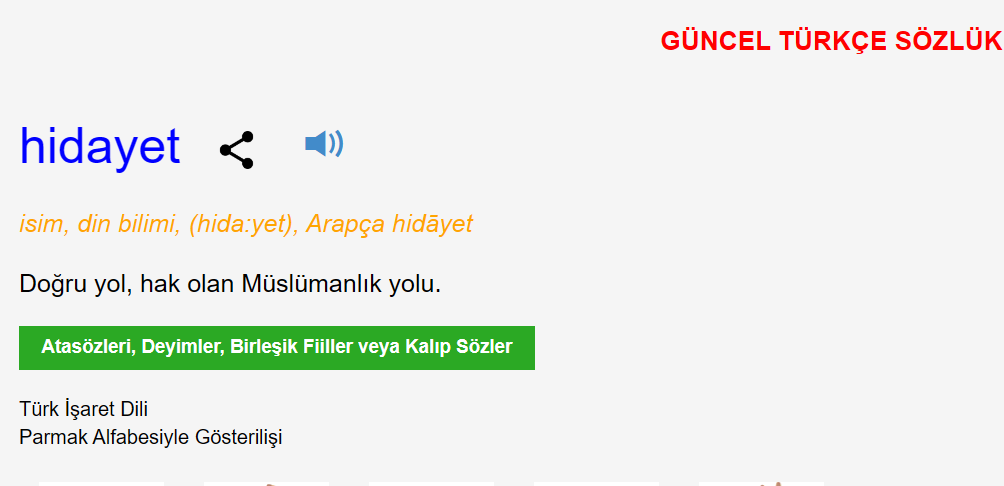 GÜNCEL TÜRKÇE SÖZLÜK
hidayet
isim, din bilimi, (hida:yet), Arapça hidāyet
Doğru yol, hak olan Müslümanlık yolu.
Atasözleri, Deyimler, Birleşik Fiiller veya Kalıp Sözler
Türk İşaret Dili
Parmak Alfabesiyle Gösterilişi